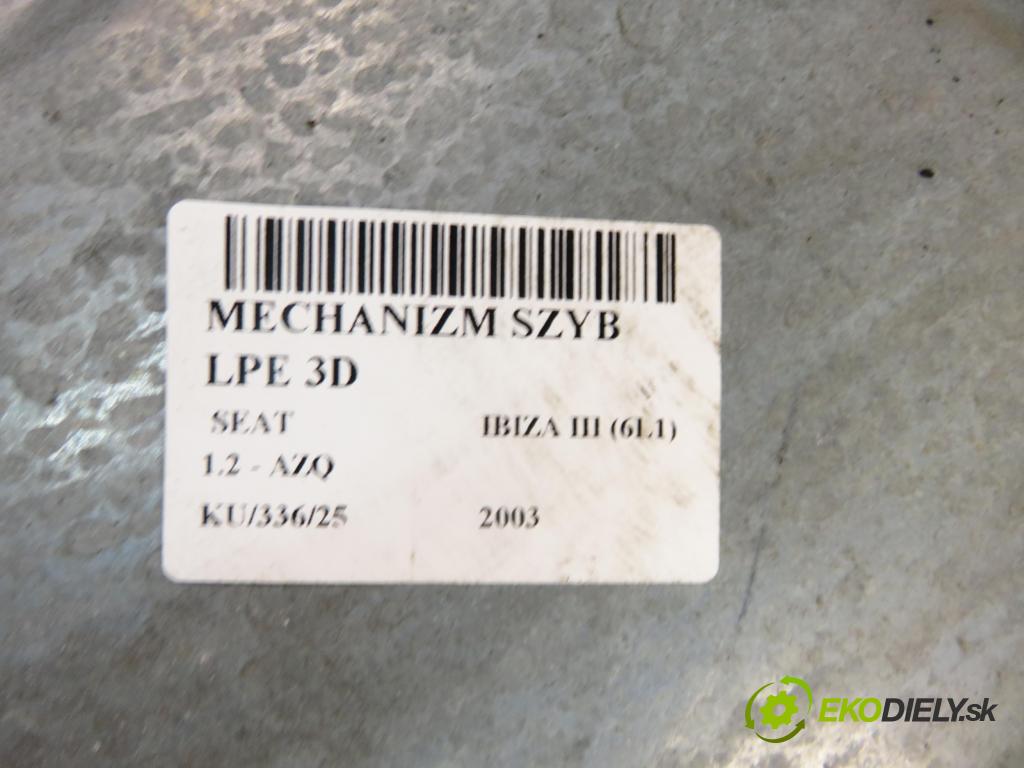 MECHANIZM SZYB
LPE 3D
SEAT IBIZA III (6L1)
1.2 - AZQ
KU/336/25 2003
EKODIELY.sk